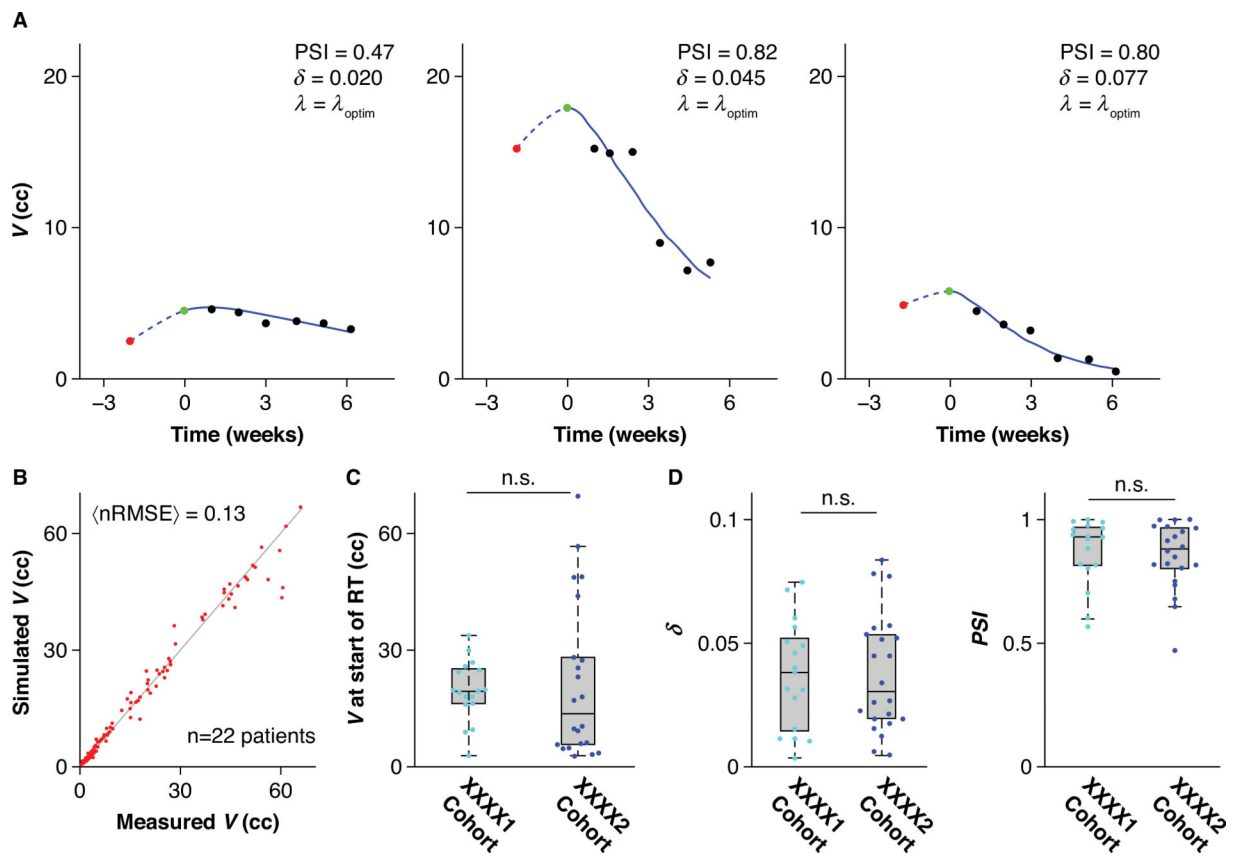 A
PSI = 0.47
δ = 0.020
λ = λoptim
PSI = 0.82
δ = 0.045
λ = λoptim
PSI = 0.80
δ = 0.077
λ = λoptim
V (cc)
20
10
0
−3 0 3 6
Time (weeks)
20
10
0
−3 0 3 6
Time (weeks)
20
10
0
−3 0 3 6
Time (weeks)
B
⟨nRMSE⟩ = 0.13
n=22 patients
Simulated V (cc)
60
30
0
0 30 60
Measured V (cc)
C
n.s.
V at start of RT (cc)
60
30
0
XXXX1
Cohort
XXXX2
Cohort
D
n.s.
δ
0.1
0.05
0
XXXX1
Cohort
XXXX2
Cohort
n.s.
PSI
1
0.5
0
XXXX1
Cohort
XXXX2
Cohort